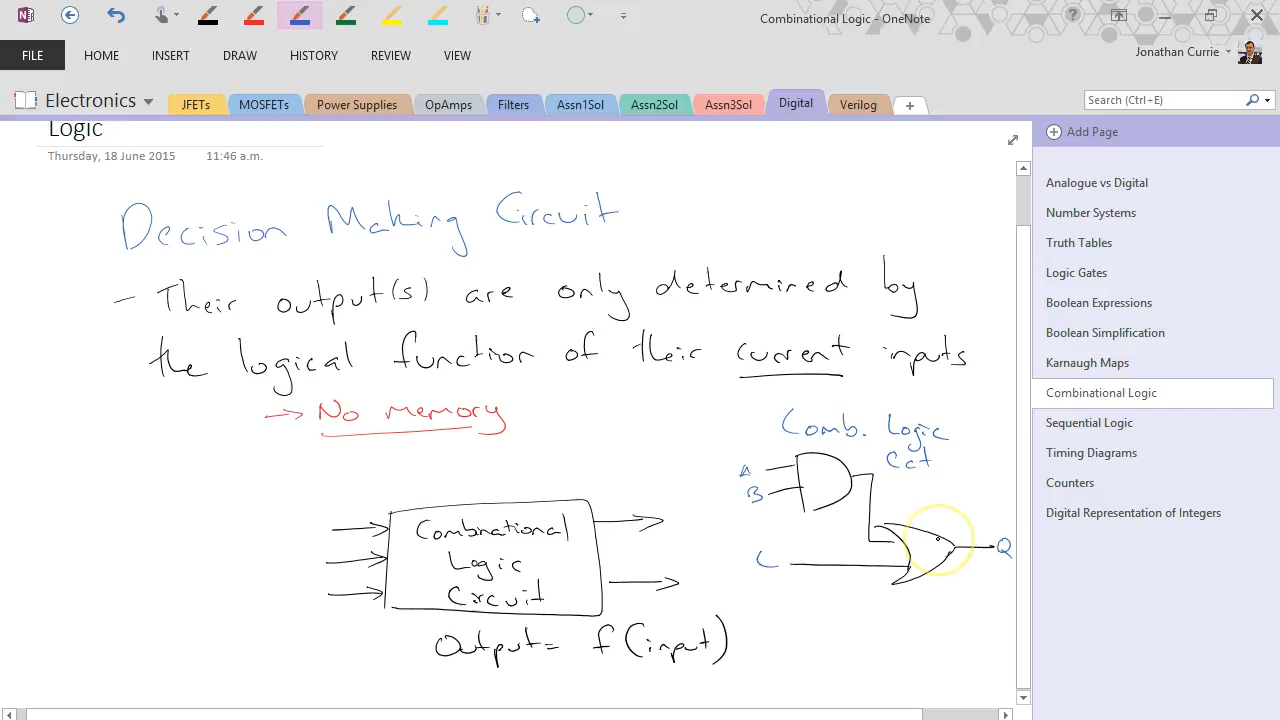 Combinational Logic - OneNote
Jonathan Currie
FILE HOME INSERT DRAW HISTORY REVIEW VIEW
Electronics JFETs MOSFETs Power Supplies OpAmps Filters Assn1Sol Assn2Sol Assn3Sol Digital Verilog
Search (Ctrl+E)
Logic
Thursday, 18 June 2015 11:46 a.m.
Decision Making Circuit
- Their output(s) are only determined by
the logical function of their current inputs
→ No memory
Comb. Logic
Cct
A
B
C
Q
Combinational
Logic
Circuit
Output = f(input)
Add Page
Analogue vs Digital
Number Systems
Truth Tables
Logic Gates
Boolean Expressions
Boolean Simplification
Karnaugh Maps
Combinational Logic
Sequential Logic
Timing Diagrams
Counters
Digital Representation of Integers